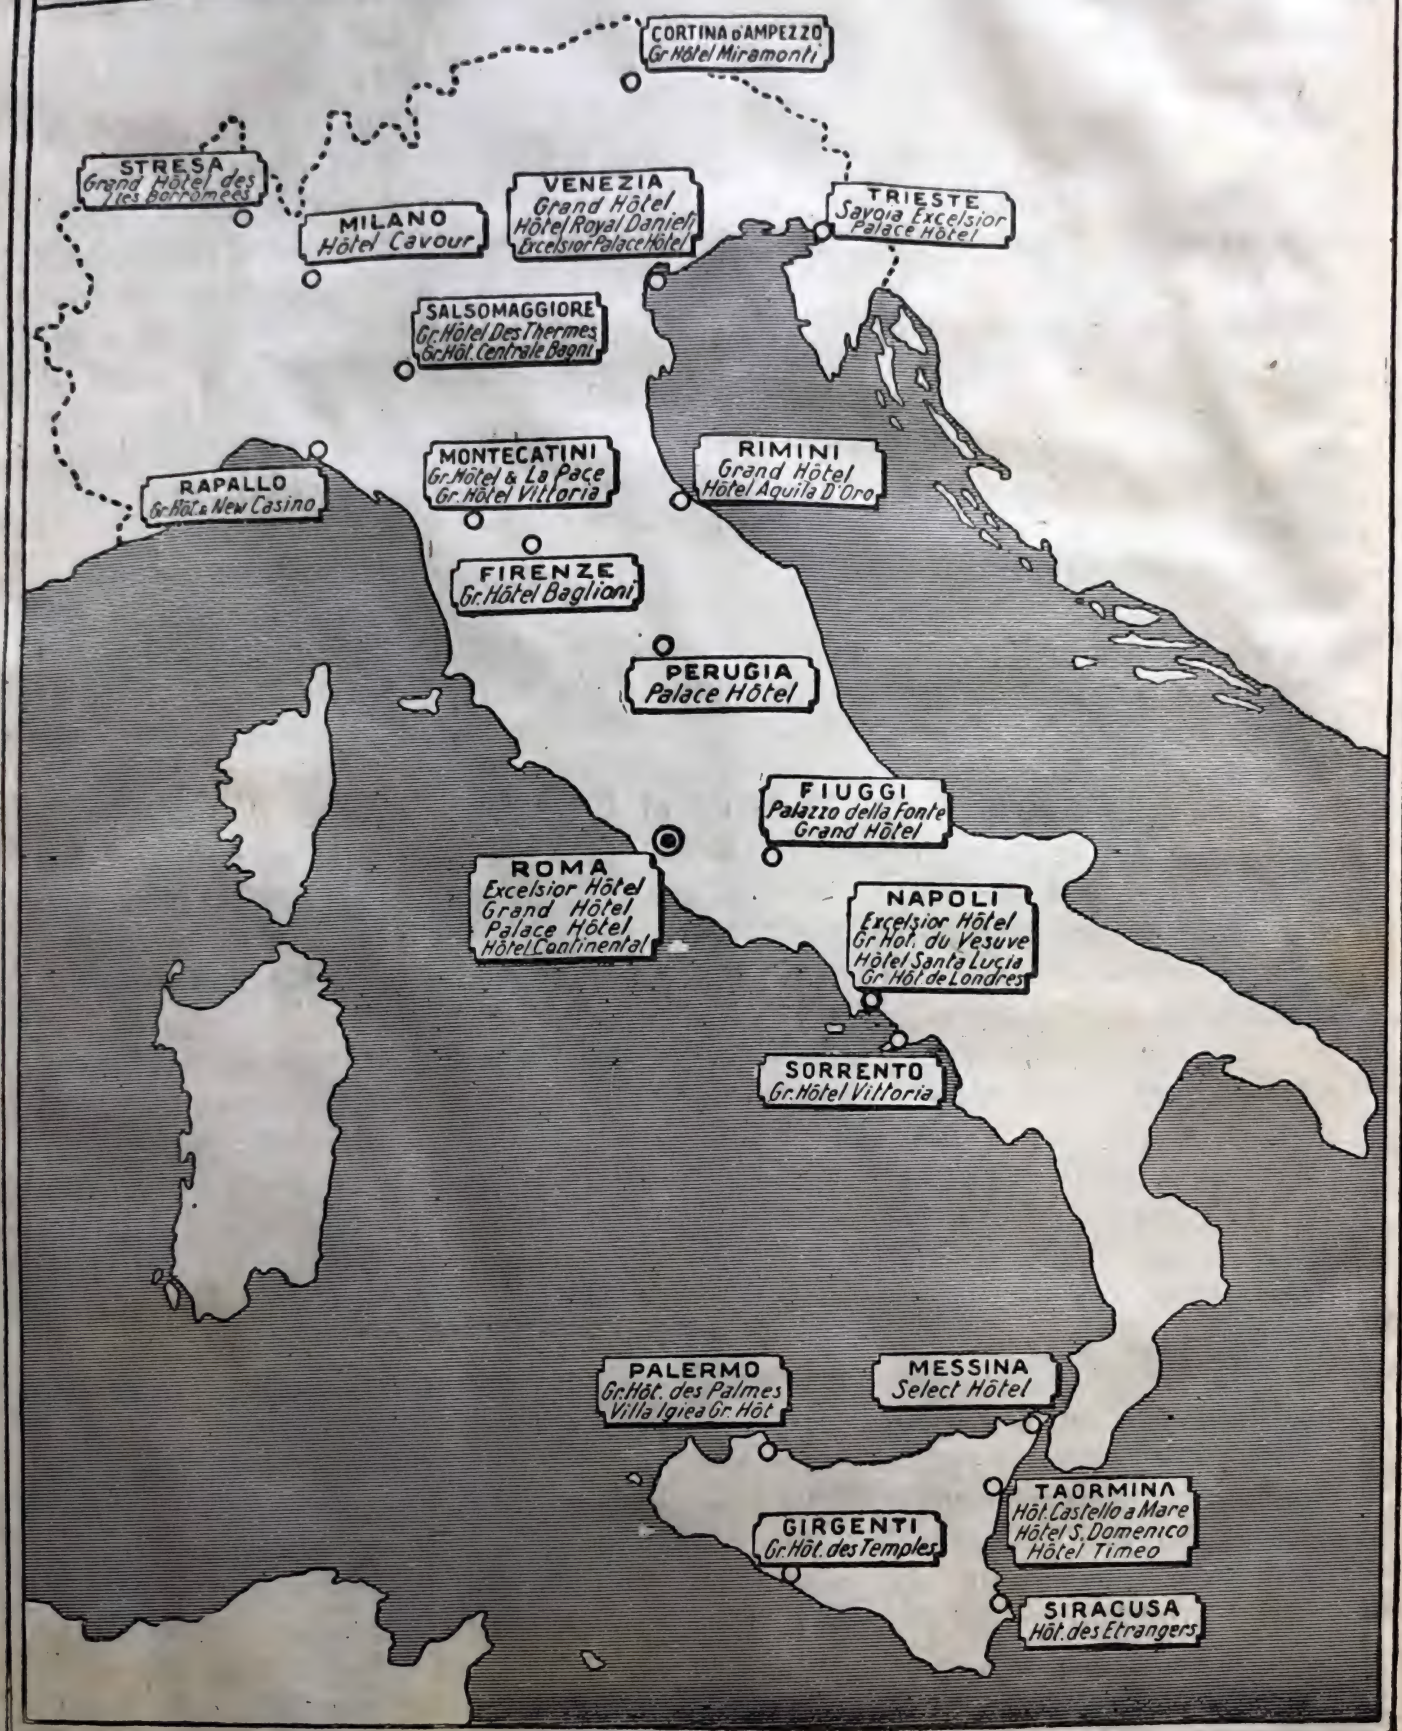 CORTINA D'AMPEZZO
Gr Hôtel Miramonti
STRESA
Grand Hôtel des
Iles Borromées
MILANO
Hôtel Cavour
VENEZIA
Grand Hôtel
Hôtel Royal Danieli
Excelsior Palace Hôtel
TRIESTE
Savoia Excelsior
Palace Hôtel
SALSOMAGGIORE
Gr. Hôtel Des Thermes
Gr. Hôt. Centrale Bagni
RAPALLO
Gr. Hôt. & New Casino
MONTECATINI
Gr. Hôtel & La Pace
Gr. Hôtel Vittoria
RIMINI
Grand Hôtel
Hôtel Aquila D'Oro
FIRENZE
Gr. Hôtel Baglioni
PERUGIA
Palace Hôtel
FIUGGI
Palazzo della Fonte
Grand Hôtel
ROMA
Excelsior Hôtel
Grand Hôtel
Palace Hôtel
Hôtel Continental
NAPOLI
Excelsior Hôtel
Gr Hot. du Vesuve
Hôtel Santa Lucia
Gr. Hôt. de Londres
SORRENTO
Gr. Hôtel Vittoria
PALERMO
Gr. Hôt. des Palmes
Villa Igiea Gr. Hôt
MESSINA
Select Hôtel
TAORMINA
Hôt. Castello a Mare
Hôtel S. Domenico
Hôtel Timeo
GIRGENTI
Gr. Hôt. des Temples
SIRACUSA
Hôt. des Etrangers